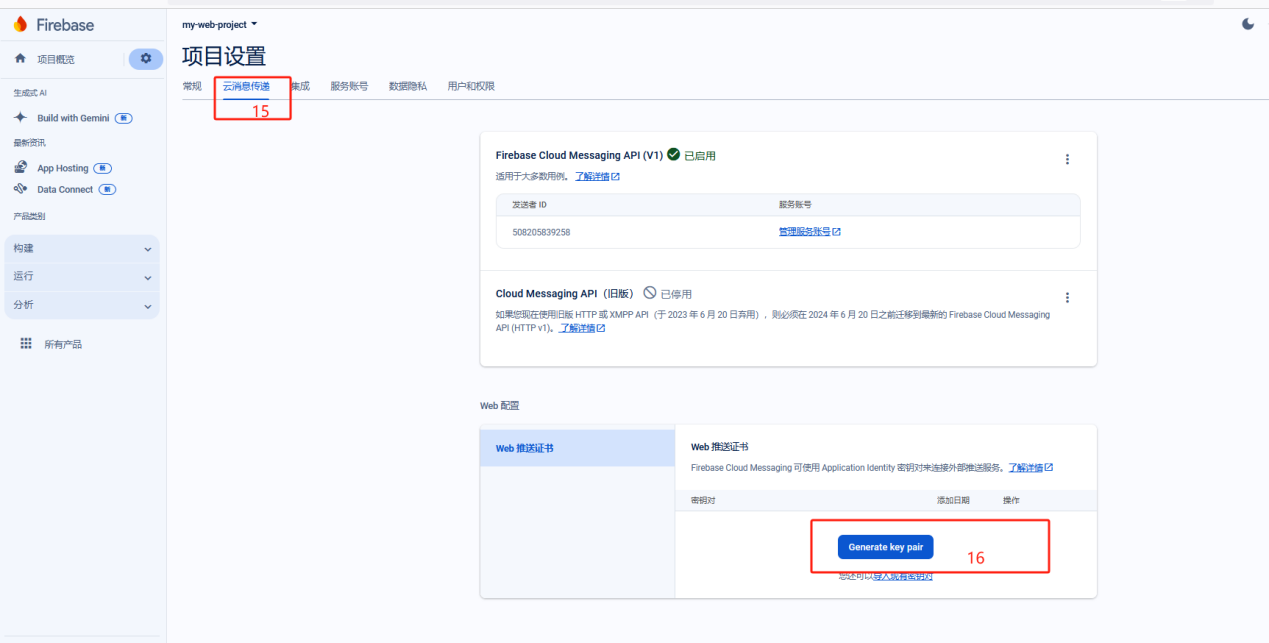 Firebase
my-web-project
项目概览
项目设置
常规 云消息传递 集成 服务账号 数据隐私 用户和权限
15
生成式 AI
Build with Gemini 新
最新资讯
App Hosting 新
Data Connect 新
产品类别
构建
运行
分析
所有产品
Firebase Cloud Messaging API (V1) 已启用
适用于大多数用例。 了解详情
发送者 ID 服务账号
508205839258 管理服务账号
Cloud Messaging API（旧版） 已停用
如果您现在使用旧版 HTTP 或 XMPP API（于 2023 年 6 月 20 日弃用），则必须在 2024 年 6 月 20 日之前迁移到最新的 Firebase Cloud Messaging
API (HTTP v1)。 了解详情
Web 配置
Web 推送证书
Web 推送证书
Firebase Cloud Messaging 可使用 Application Identity 密钥对来连接外部推送服务。 了解详情
密钥对 添加日期 操作
Generate key pair
16
您还可以导入现有密钥对